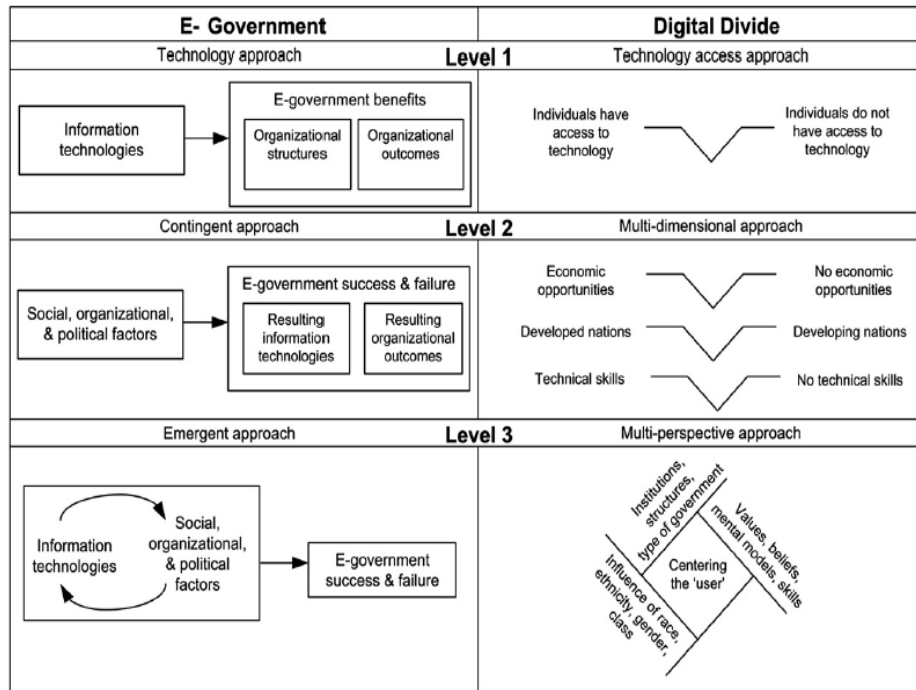 E- Government
Digital Divide
Technology approach
Level 1
Technology access approach
Information
technologies
E-government benefits
Organizational
structures
Organizational
outcomes
Individuals have
access to
technology
Individuals do not
have access to
technology
Contingent approach
Level 2
Multi-dimensional approach
Social, organizational,
& political factors
E-government success & failure
Resulting
information
technologies
Resulting
organizational
outcomes
Economic
opportunities
No economic
opportunities
Developed nations
Developing nations
Technical skills
No technical skills
Emergent approach
Level 3
Multi-perspective approach
Information
technologies
Social,
organizational,
& political
factors
E-government
success & failure
Institutions,
structures,
type of government
Values, beliefs,
mental models, skills
Centering
the 'user'
Influence of race,
ethnicity, gender,
class